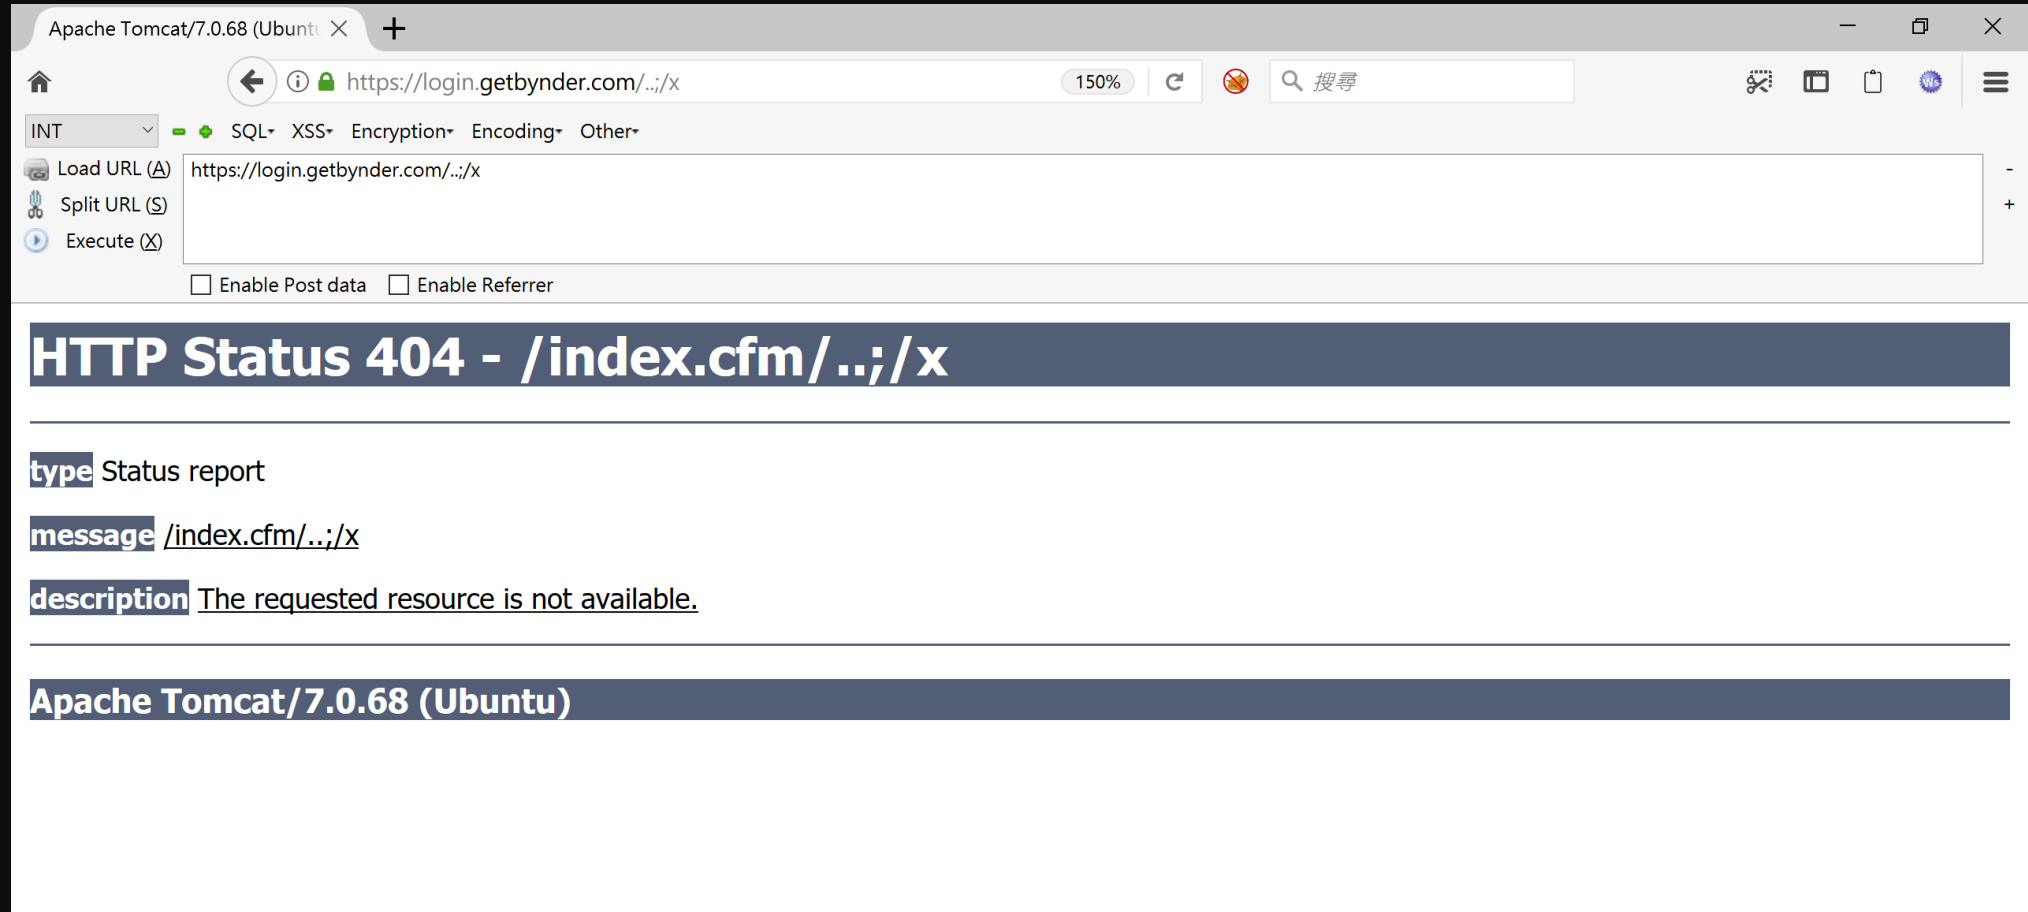 Apache Tomcat/7.0.68 (Ubuntu
https://login.getbynder.com/..;/x
150%
搜尋
INT
SQL
XSS
Encryption
Encoding
Other
Load URL (A)
https://login.getbynder.com/..;/x
-
Split URL (S)
+
Execute (X)
Enable Post data
Enable Referrer
HTTP Status 404 - /index.cfm/..;/x
type Status report
message /index.cfm/..;/x
description The requested resource is not available.
Apache Tomcat/7.0.68 (Ubuntu)